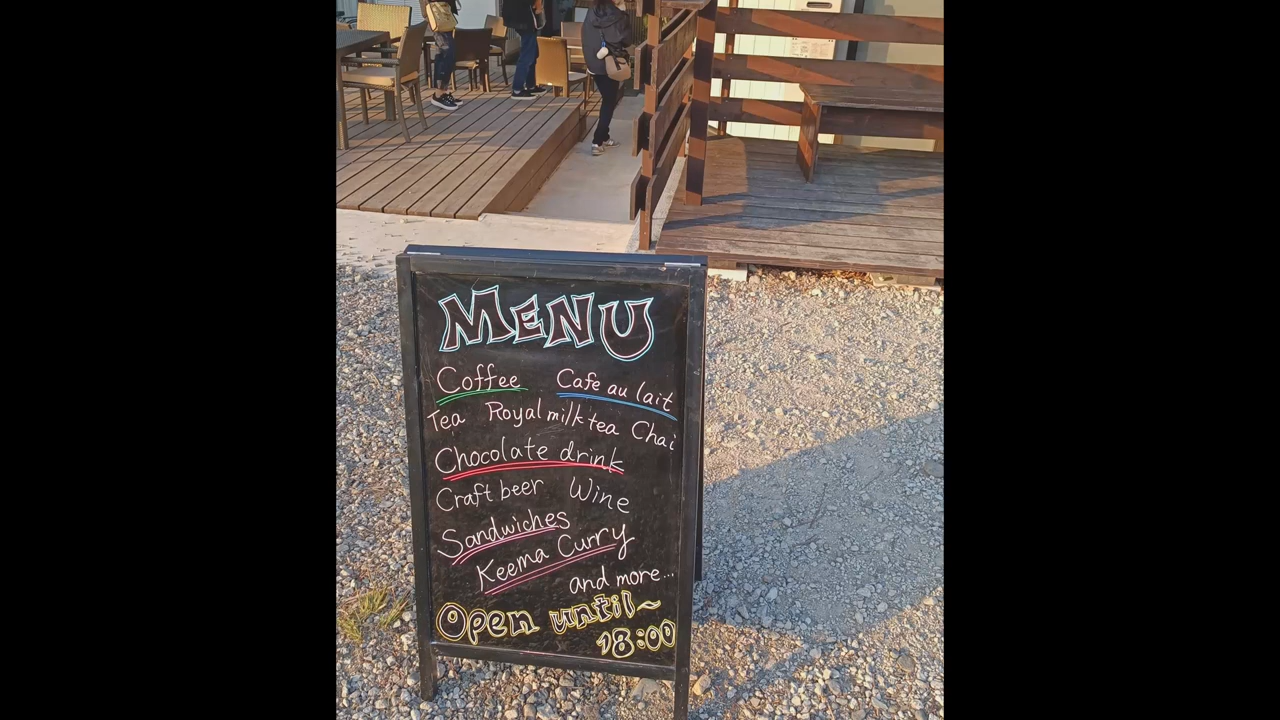 MENU
Coffee Cafe au lait
Tea Royal milk tea Chai
Chocolate drink
Craft beer Wine
Sandwiches
Keema Curry
and more...
Open until~
18:00